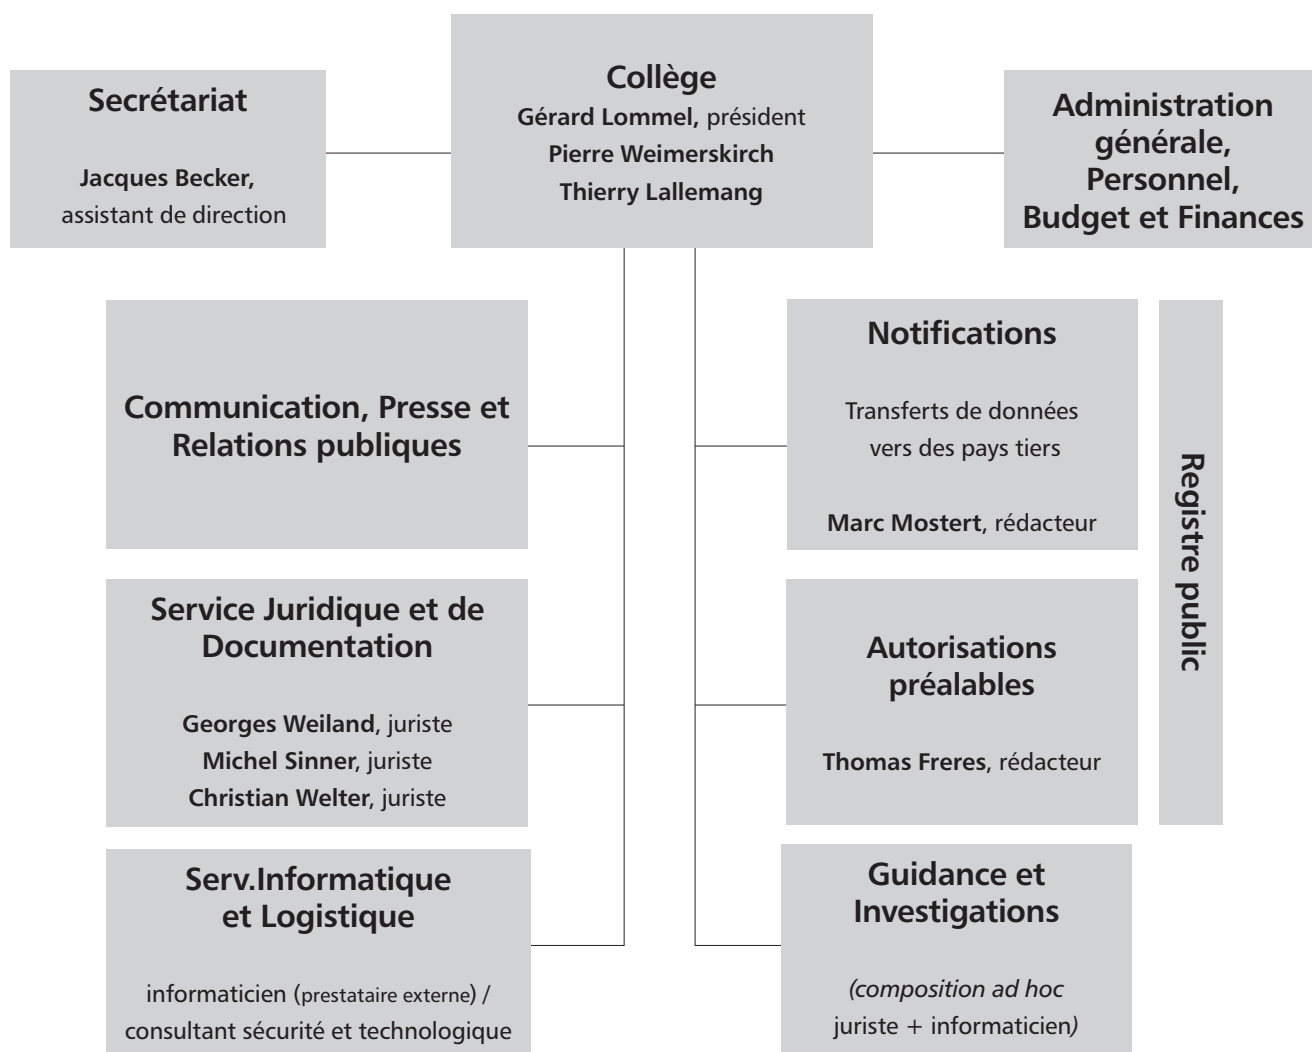 Secrétariat
Jacques Becker,
assistant de direction
Collège
Gérard Lommel, président
Pierre Weimerskirch
Thierry Lallemang
Administration
générale,
Personnel,
Budget et Finances
Communication, Presse et
Relations publiques
Notifications
Transferts de données
vers des pays tiers
Marc Mostert, rédacteur
Registre public
Service Juridique et de
Documentation
Georges Weiland, juriste
Michel Sinner, juriste
Christian Welter, juriste
Autorisations
préalables
Thomas Freres, rédacteur
Serv.Informatique
et Logistique
informaticien (prestataire externe) /
consultant sécurité et technologique
Guidance et
Investigations
(composition ad hoc
juriste + informaticien)